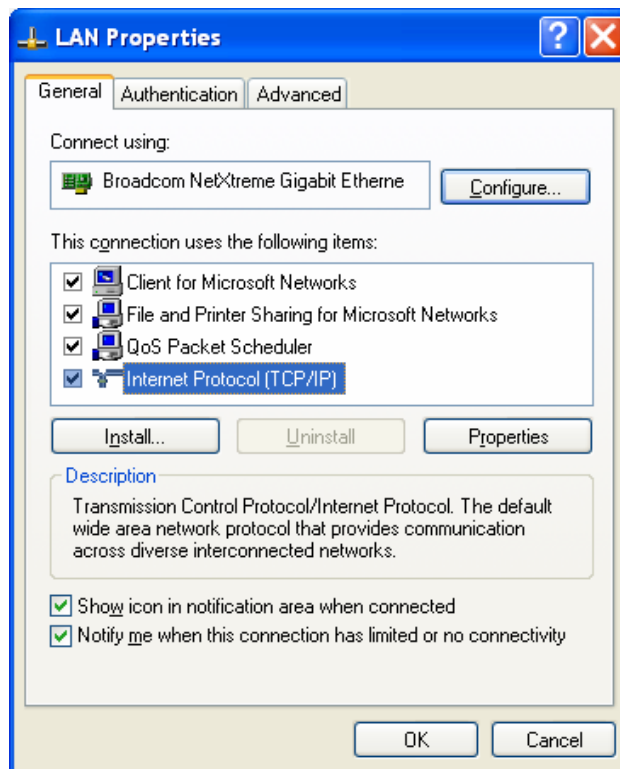 LAN Properties
General Authentication Advanced
Connect using:
Broadcom NetXtreme Gigabit Etherne
Configure...
This connection uses the following items:
Client for Microsoft Networks
File and Printer Sharing for Microsoft Networks
QoS Packet Scheduler
Internet Protocol (TCP/IP)
Install... Uninstall Properties
Description
Transmission Control Protocol/Internet Protocol. The default
wide area network protocol that provides communication
across diverse interconnected networks.
Show icon in notification area when connected
Notify me when this connection has limited or no connectivity
OK Cancel